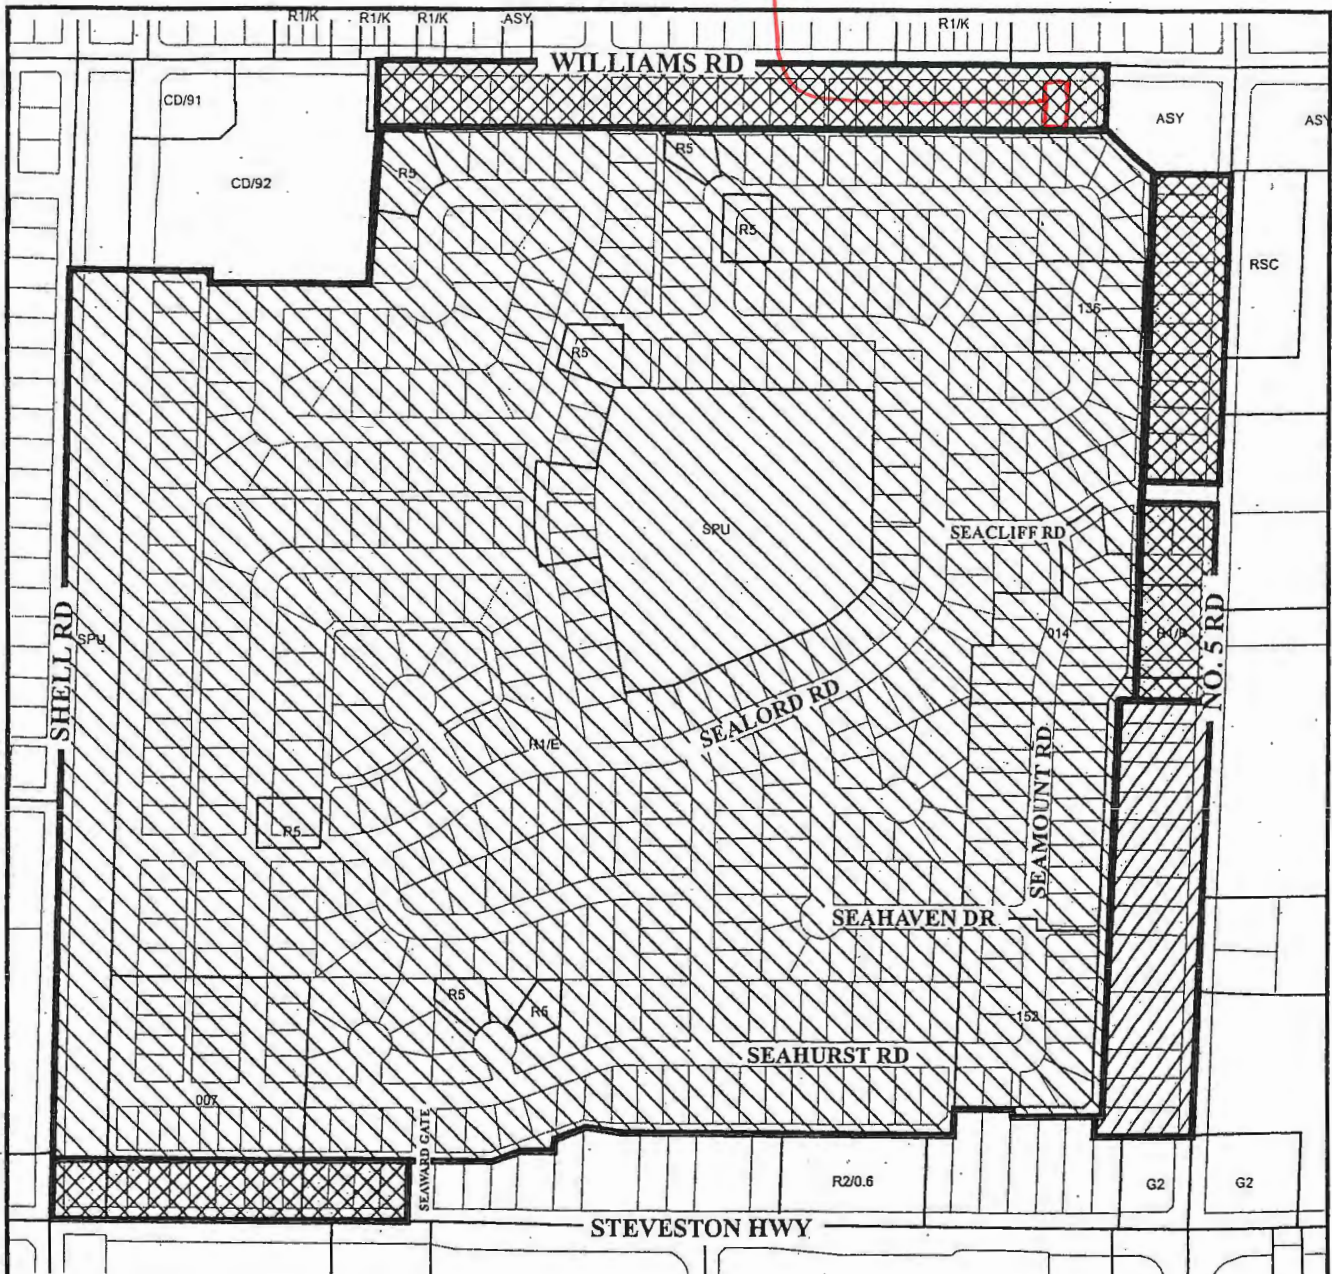 R1/K
R1/K
R1/K
ASY
R1/K
WILLIAMS RD
CD/91
ASY
ASY
CD/92
R5
R5
R5
RSC
136
R5
SPU
SEACLIFF RD
SHELL RD
SPU
014
NO. 5 RD
SEALORD RD
R1/E
SEAMOUNT RD
R5
SEAHAVEN DR
R5
R5
152
SEAHURST RD
007
SEAWARD GATE
R2/0.6
G2
G2
STEVESTON HWY